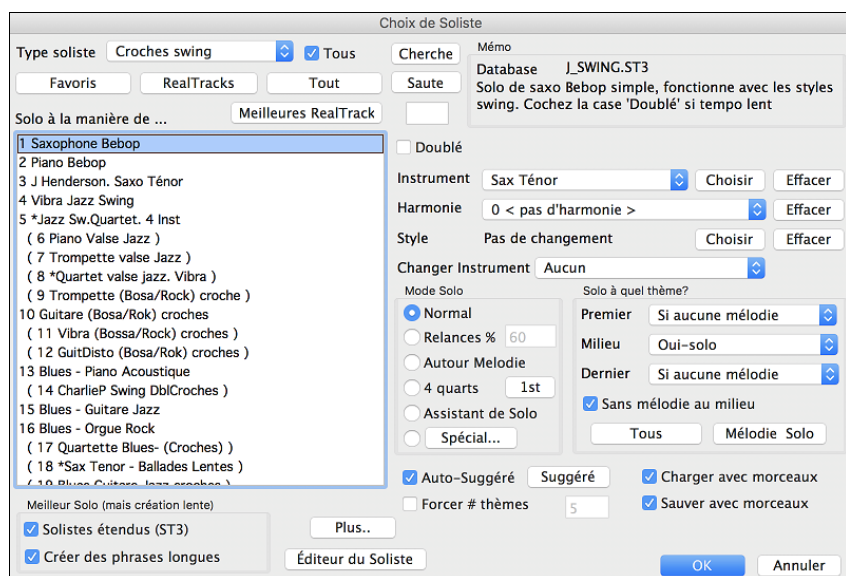 Choix de Soliste
Type soliste Croches swing Tous
Favoris RealTracks Tout
Solo à la manière de ... Meilleures RealTrack
1 Saxophone Bebop
2 Piano Bebop
3 J Henderson. Saxo Ténor
4 Vibra Jazz Swing
5 *Jazz Sw.Quartet. 4 Inst
( 6 Piano Valse Jazz )
( 7 Trompette valse Jazz )
( 8 *Quartet valse jazz. Vibra )
( 9 Trompette (Bosa/Rock) croche )
10 Guitare (Bosa/Rok) croches
( 11 Vibra (Bossa/Rock) croches )
( 12 GuitDisto (Bosa/Rok) croches )
13 Blues - Piano Acoustique
( 14 CharlieP Swing DblCroches )
15 Blues - Guitare Jazz
16 Blues - Orgue Rock
( 17 Quartette Blues- (Croches) )
( 18 *Sax Tenor - Ballades Lentes )
( 19 Blues Guitare Jazz croches )
Meilleur Solo (mais création lente)
Solistes étendus (ST3)
Créer des phrases longues
Plus..
Éditeur du Soliste
Cherche
Saute
Mémo
Database J_SWING.ST3
Solo de saxo Bebop simple, fonctionne avec les styles
swing. Cochez la case 'Doublé' si tempo lent
Doublé
Instrument Sax Ténor Choisir Effacer
Harmonie 0 < pas d'harmonie > Effacer
Style Pas de changement Choisir Effacer
Changer Instrument Aucun
Mode Solo
Normal
Relances % 60
Autour Melodie
4 quarts 1st
Assistant de Solo
Spécial...
Solo à quel thème?
Premier Si aucune mélodie
Milieu Oui-solo
Dernier Si aucune mélodie
Sans mélodie au milieu
Tous Mélodie Solo
Auto-Suggéré Suggéré
Forcer # thèmes 5
Charger avec morceaux
Sauver avec morceaux
OK Annuler